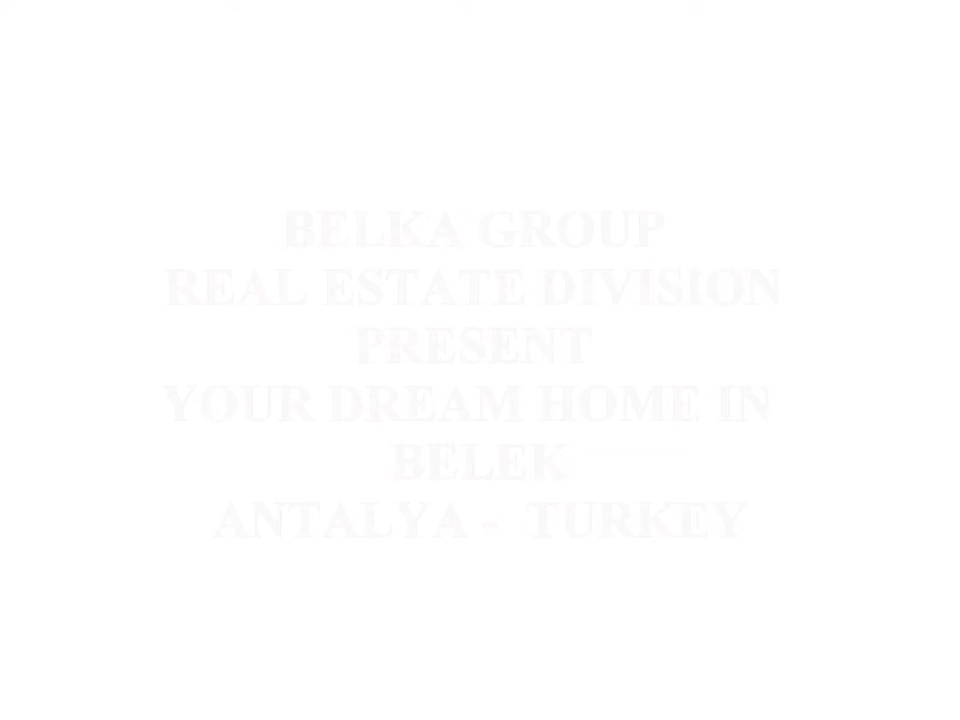 BELKA GROUP
REAL ESTATE DIVISION
PRESENT
YOUR DREAM HOME IN
BELEK
ANTALYA - TURKEY